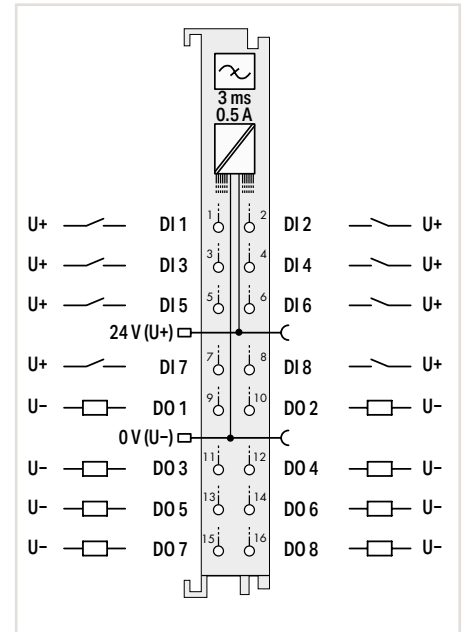 3 ms
0.5 A
U+ DI 1 1 2 DI 2 U+
U+ DI 3 3 4 DI 4 U+
U+ DI 5 5 6 DI 6 U+
24 V (U+)
U+ DI 7 7 8 DI 8 U+
U– DO 1 9 10 DO 2 U–
0 V (U–)
U– DO 3 11 12 DO 4 U–
U– DO 5 13 14 DO 6 U–
U– DO 7 15 16 DO 8 U–